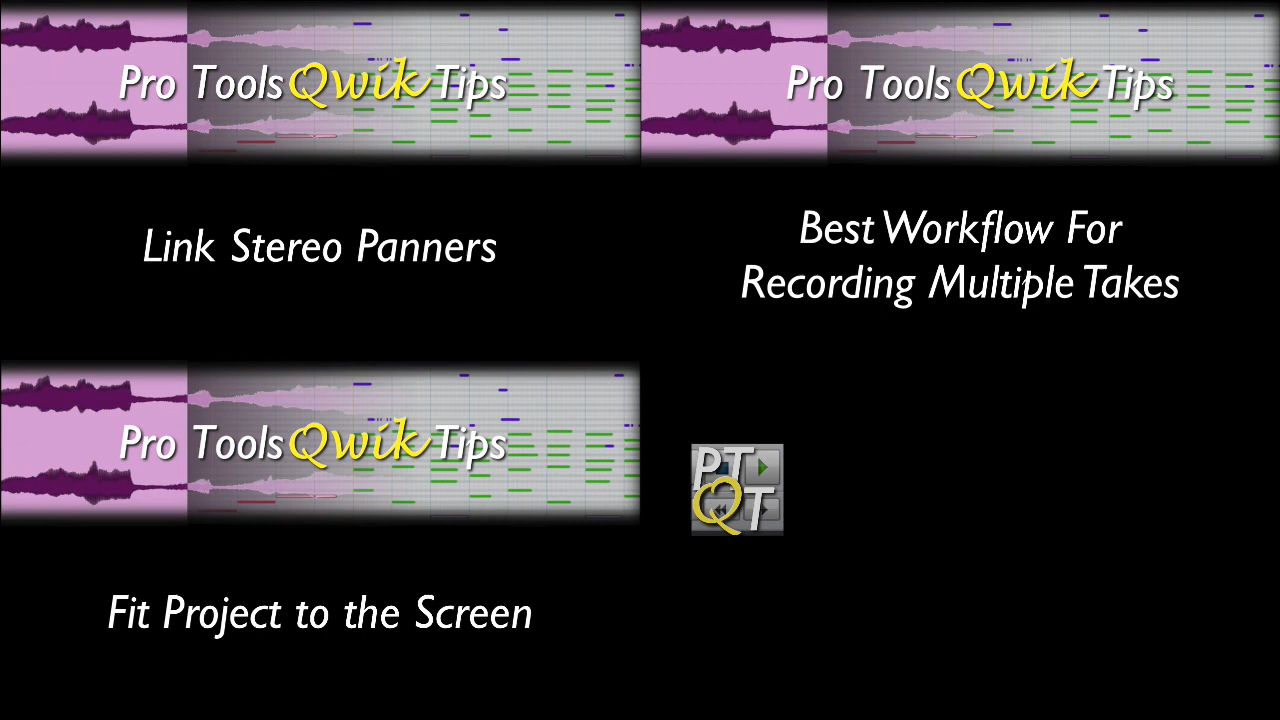 Pro Tools Qwik Tips
Link Stereo Panners
Pro Tools Qwik Tips
Best Workflow For
Recording Multiple Takes
Pro Tools Qwik Tips
Fit Project to the Screen
PT
QT